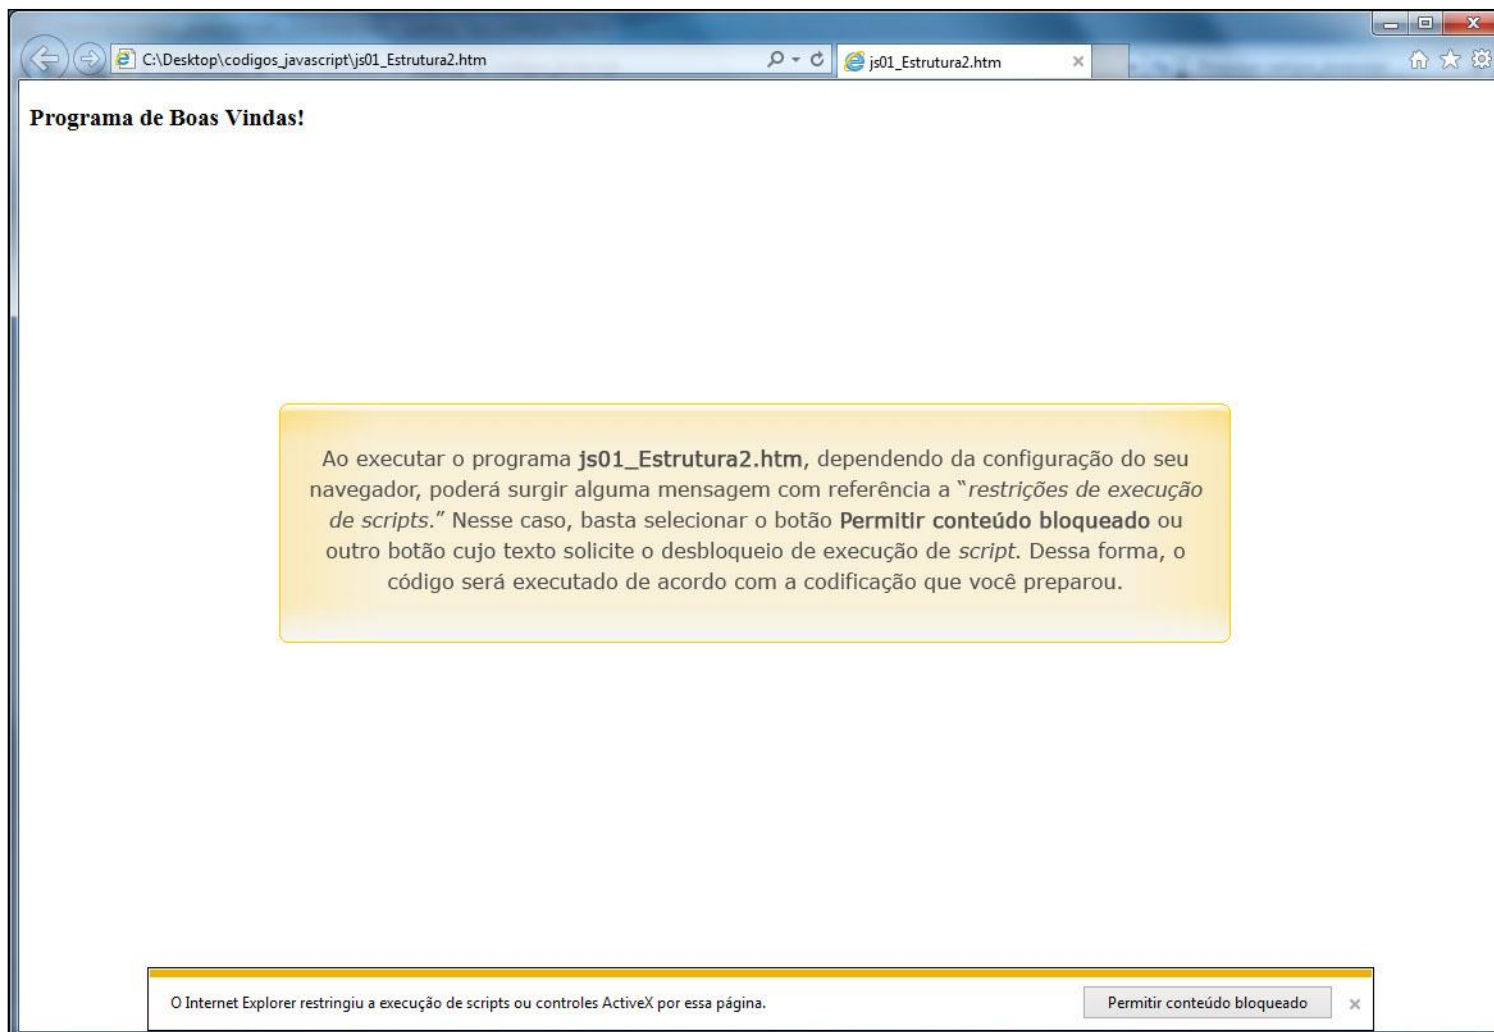 C:\Desktop\codigos_javascript\js01_Estrutura2.htm
js01_Estrutura2.htm
Programa de Boas Vindas!
Ao executar o programa js01_Estrutura2.htm, dependendo da configuração do seu
navegador, poderá surgir alguma mensagem com referência a “restrições de execução
de scripts.” Nesse caso, basta selecionar o botão Permitir conteúdo bloqueado ou
outro botão cujo texto solicite o desbloqueio de execução de script. Dessa forma, o
código será executado de acordo com a codificação que você preparou.
O Internet Explorer restringiu a execução de scripts ou controles ActiveX por essa página.
Permitir conteúdo bloqueado